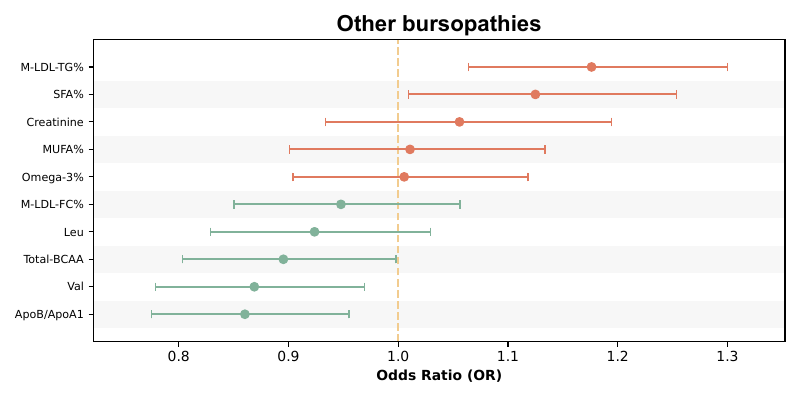 Other bursopathies
M-LDL-TG%
SFA%
Creatinine
MUFA%
Omega-3%
M-LDL-FC%
Leu
Total-BCAA
Val
ApoB/ApoA1
0.8 0.9 1.0 1.1 1.2 1.3
Odds Ratio (OR)